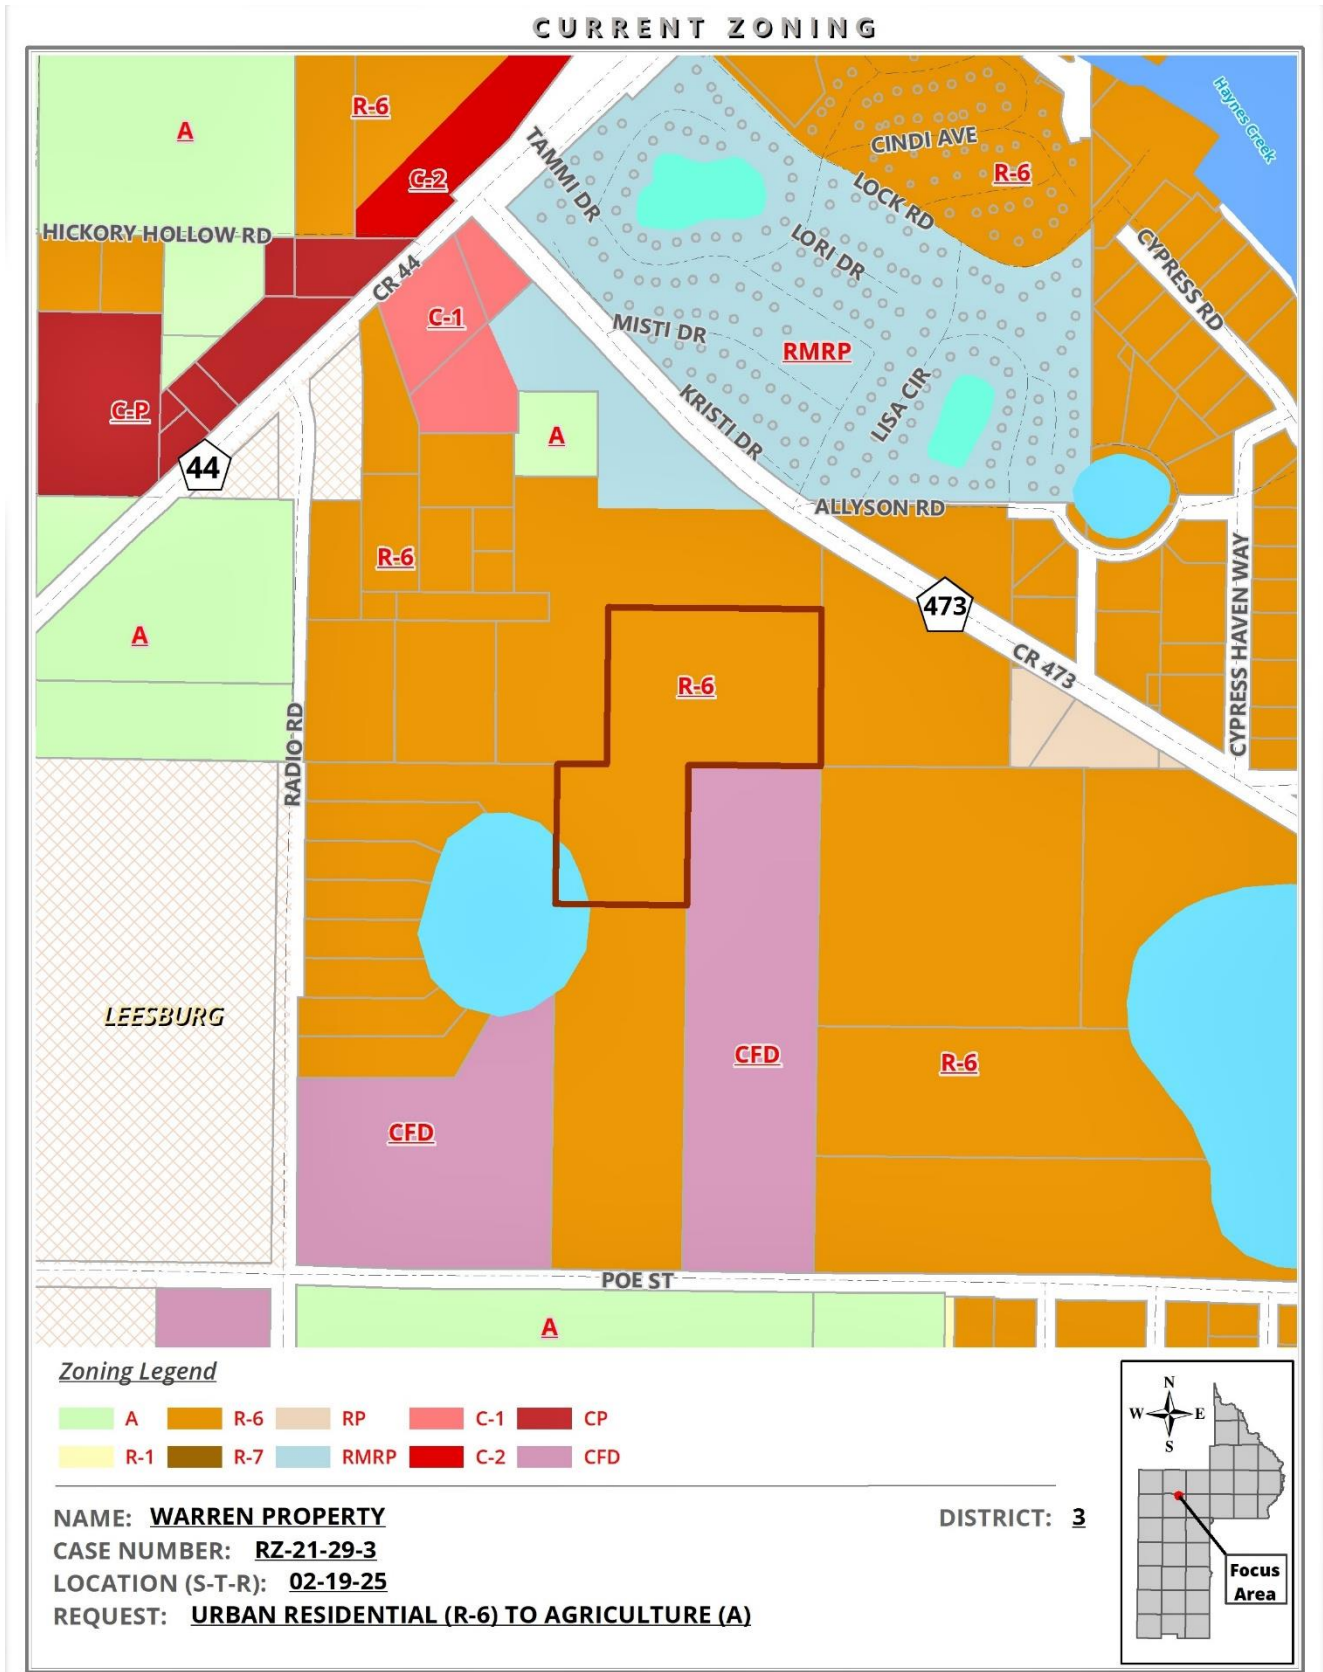 CURRENT ZONING
A
R-6
C-2
TAMMI DR
CINDI AVE
R-6
Haynes Creek
LOCK RD
HICKORY HOLLOW RD
LORI DR
CYPRESS RD
CR 44
C-1
MISTI DR
RMRP
C-P
KRISTI DR
LISA CIR
A
44
ALLYSON RD
R-6
473
CYPRESS HAVEN WAY
A
CR 473
R-6
RADIO RD
LEESBURG
CFD
R-6
CFD
POE ST
A
Zoning Legend
A R-6 RP C-1 CP
R-1 R-7 RMRP C-2 CFD
N
W E
S
NAME: WARREN PROPERTY
DISTRICT: 3
CASE NUMBER: RZ-21-29-3
LOCATION (S-T-R): 02-19-25
REQUEST: URBAN RESIDENTIAL (R-6) TO AGRICULTURE (A)
Focus
Area